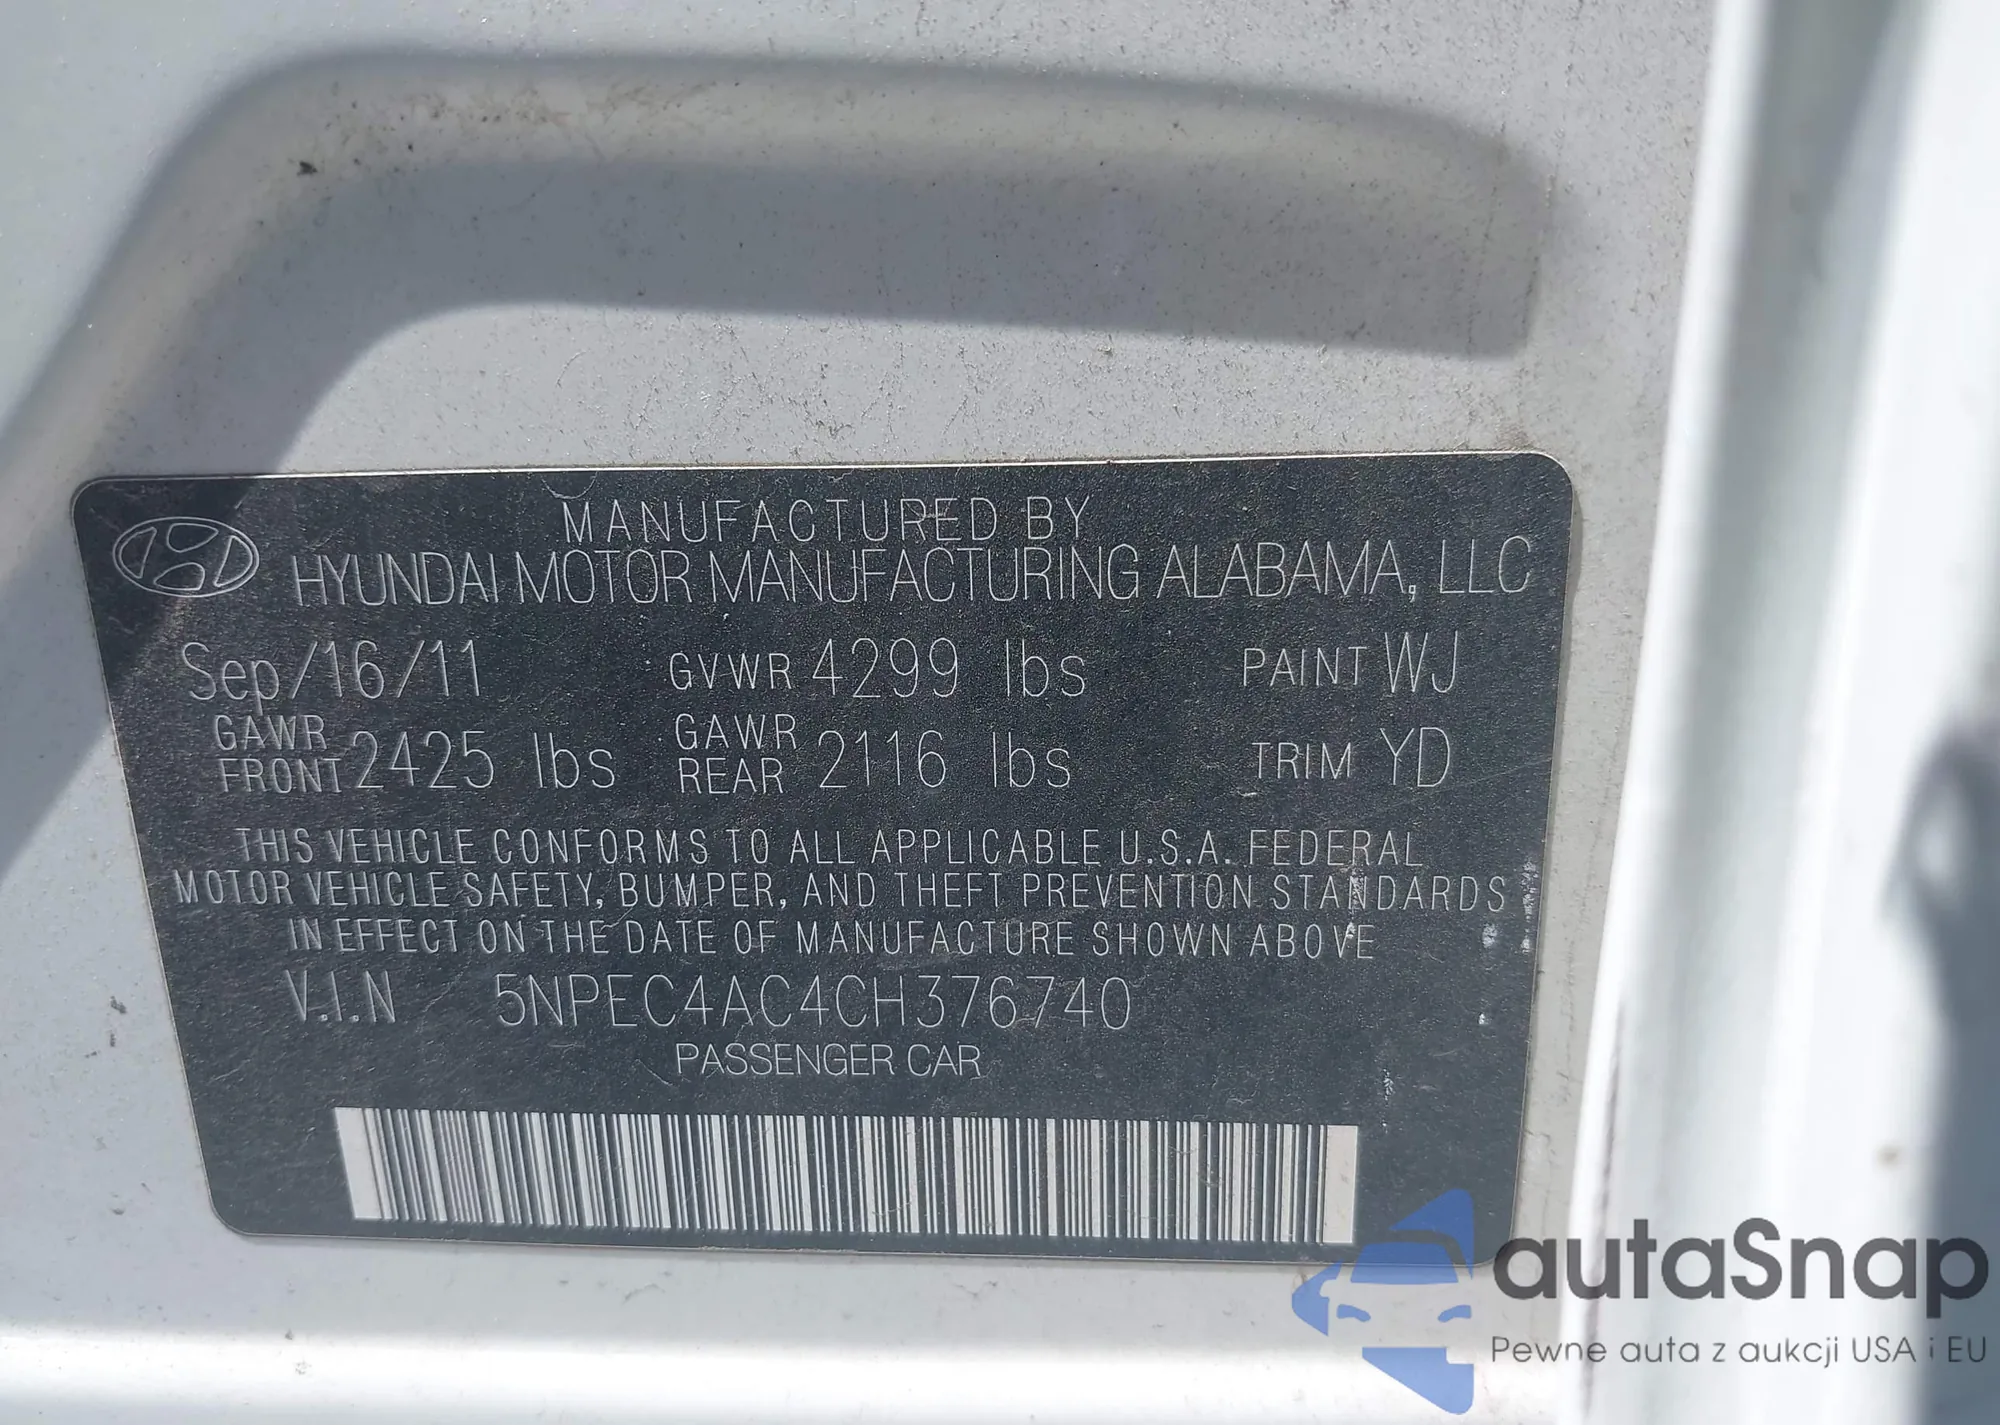 MANUFACTURED BY
HYUNDAI MOTOR MANUFACTURING ALABAMA, LLC
Sep/16/11 GVWR 4299 lbs PAINT WJ
GAWR FRONT 2425 lbs GAWR REAR 2116 lbs TRIM YD
THIS VEHICLE CONFORMS TO ALL APPLICABLE U.S.A. FEDERAL
MOTOR VEHICLE SAFETY, BUMPER, AND THEFT PREVENTION STANDARDS
IN EFFECT ON THE DATE OF MANUFACTURE SHOWN ABOVE
V.I.N 5NPEC4AC4CH376740
PASSENGER CAR
autaSnap
Pewne auta z aukcji USA i EU